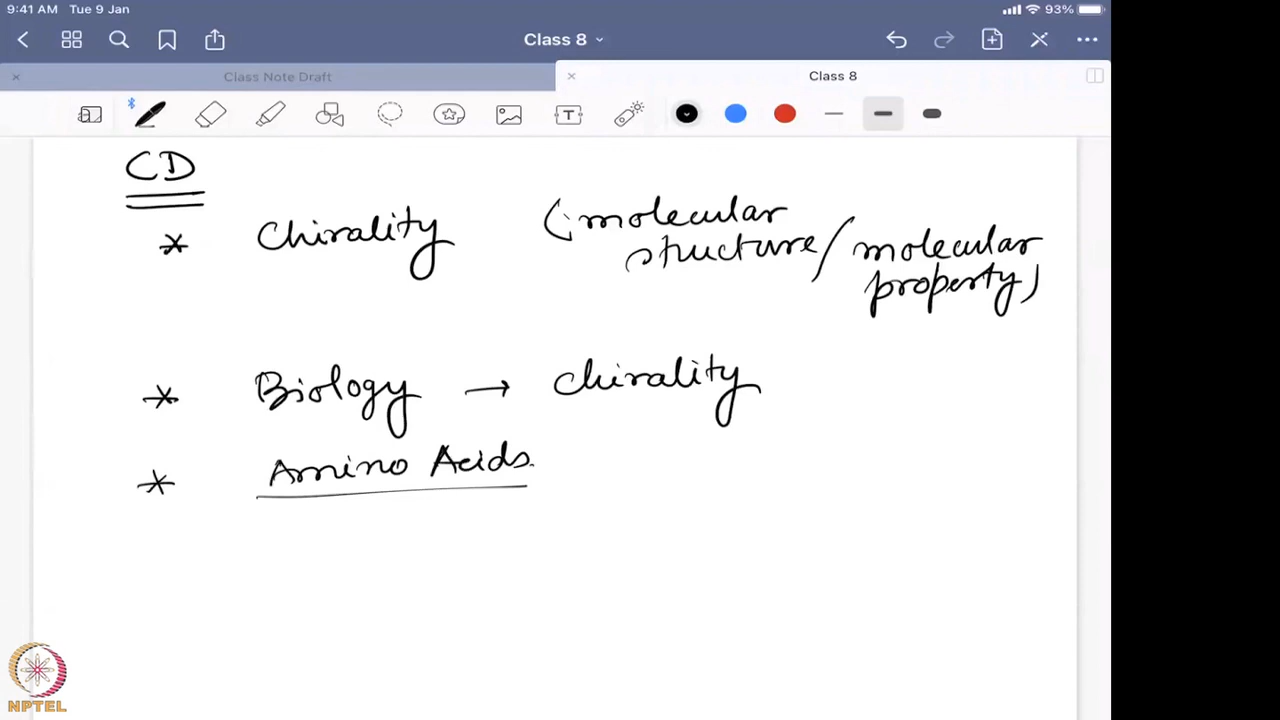 9:41 AM Tue 9 Jan 93%
Class 8
Class Note Draft
Class 8
T
CD
* Chirality (molecular
structure/molecular
property)
* Biology → chirality
* Amino Acids.
NPTEL